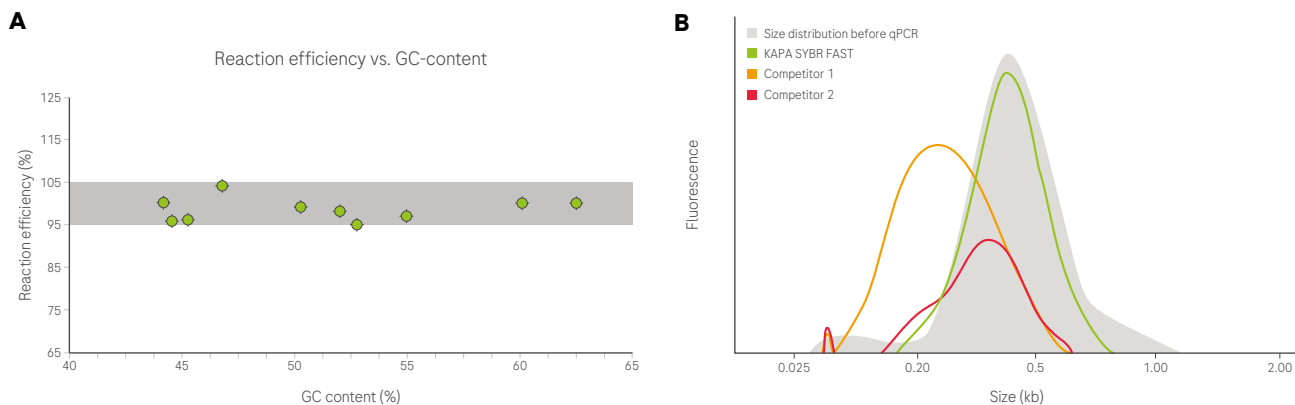 A
Reaction efficiency vs. GC-content
Reaction efficiency (%)
125
115
105
95
85
75
65
40
45
50
55
60
65
GC content (%)
B
Size distribution before qPCR
KAPA SYBR FAST
Competitor 1
Competitor 2
Fluorescence
0.025
0.20
0.5
1.00
2.00
Size (kb)